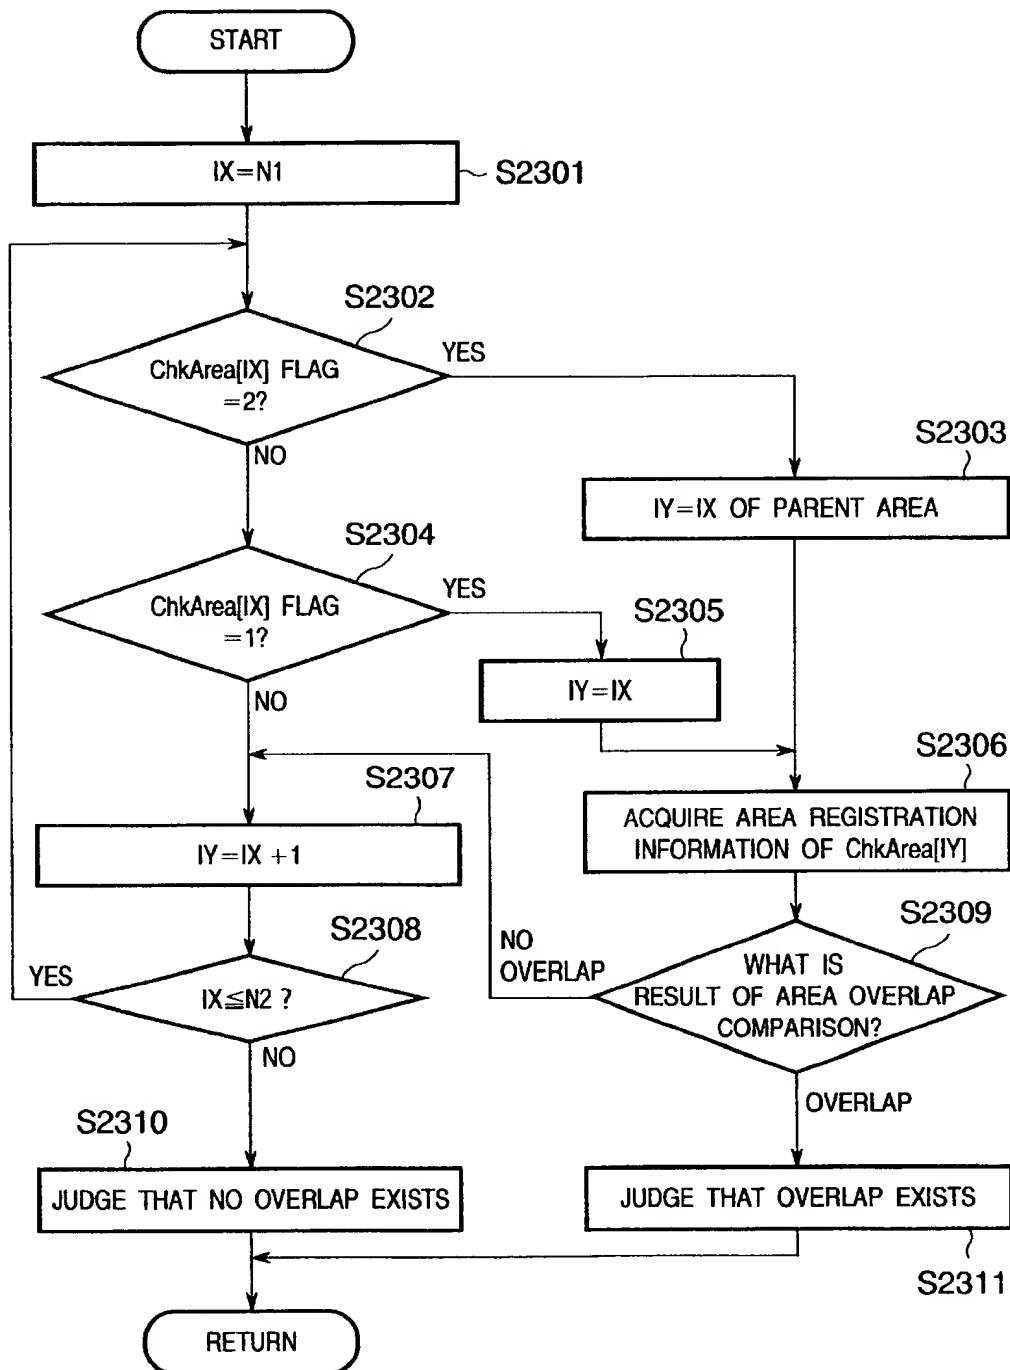 START
IX=N1
S2301
S2302
ChkArea[IX] FLAG
=2?
YES
NO
S2303
IY=IX OF PARENT AREA
S2304
ChkArea[IX] FLAG
=1?
YES
NO
S2305
IY=IX
S2306
ACQUIRE AREA REGISTRATION
INFORMATION OF ChkArea[IY]
S2307
IY=IX +1
S2308
IX≦N2 ?
YES
NO
S2309
NO
OVERLAP
WHAT IS
RESULT OF AREA OVERLAP
COMPARISON?
OVERLAP
S2310
JUDGE THAT NO OVERLAP EXISTS
JUDGE THAT OVERLAP EXISTS
S2311
RETURN